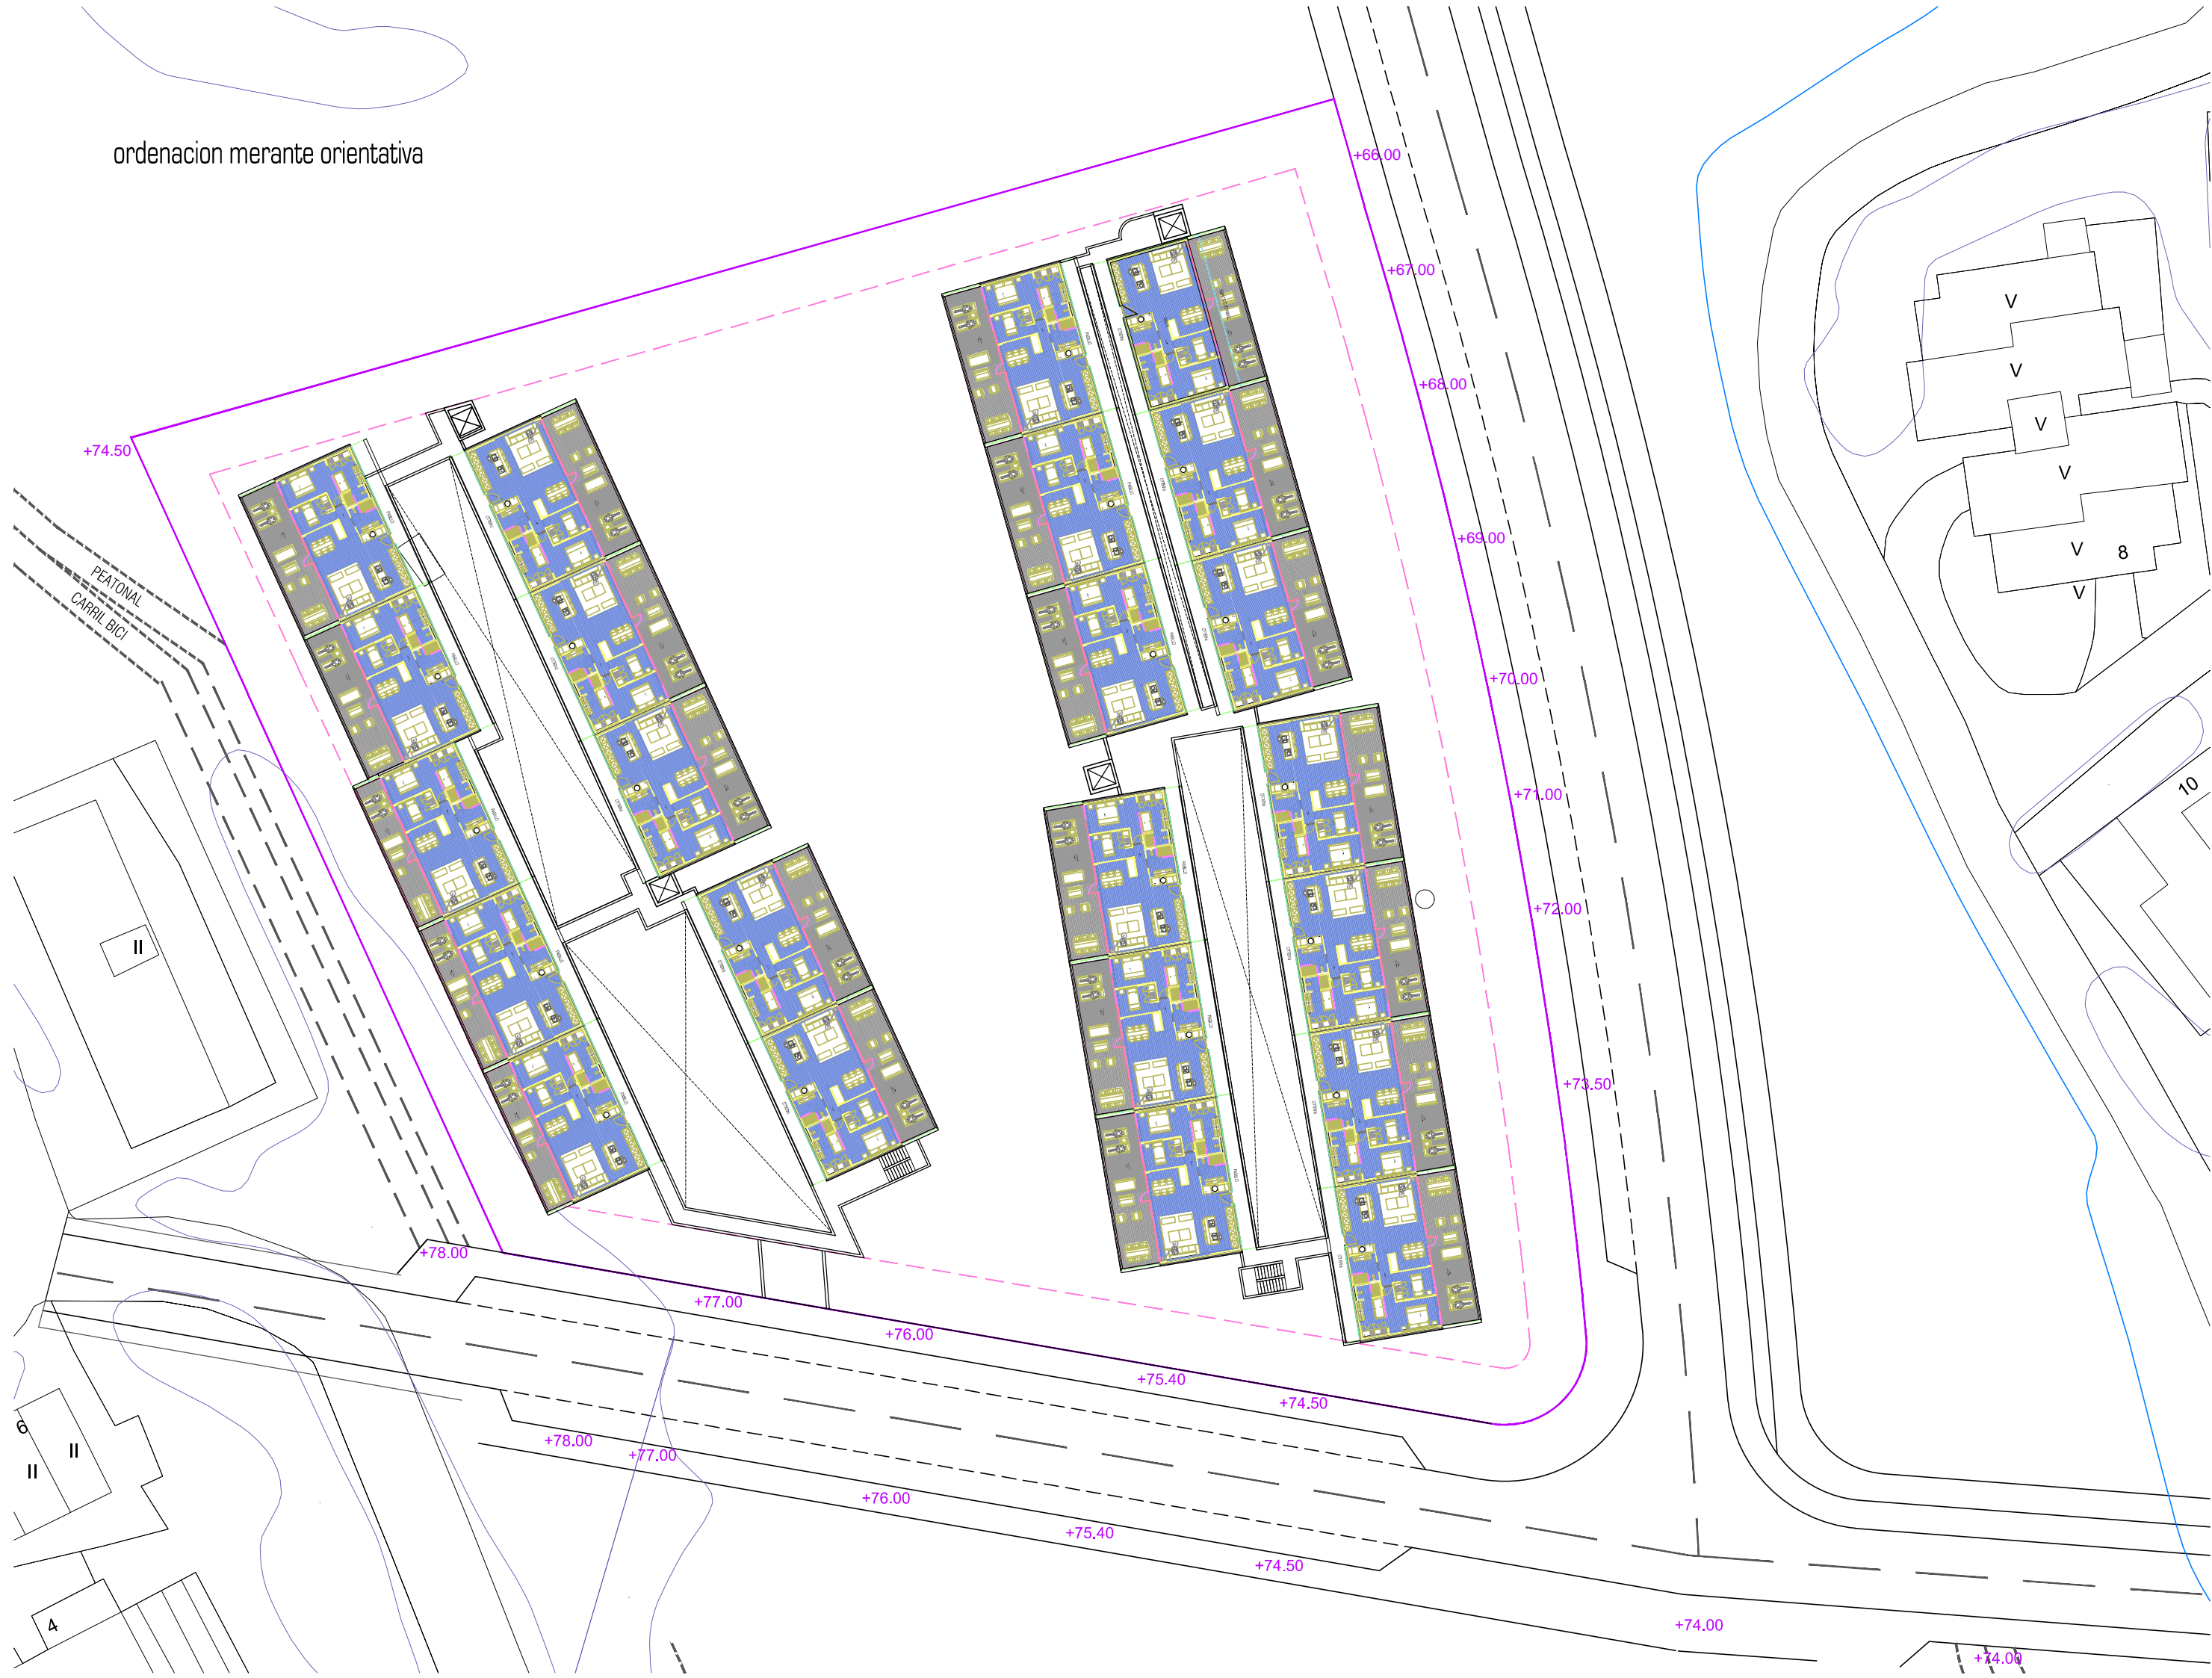 ordenacion merante orientativa
+66.00
+67.00
+68.00
+74.50
+69.00
PEATONAL
CARRIL BICI
+70.00
+71.00
+72.00
+73.50
+78.00
+77.00
+76.00
+75.40
+74.50
+78.00
+77.00
+76.00
+75.40
+74.50
+74.00
+74.00
V
V
V
V
V
8
V
10
II
6
II
II
4